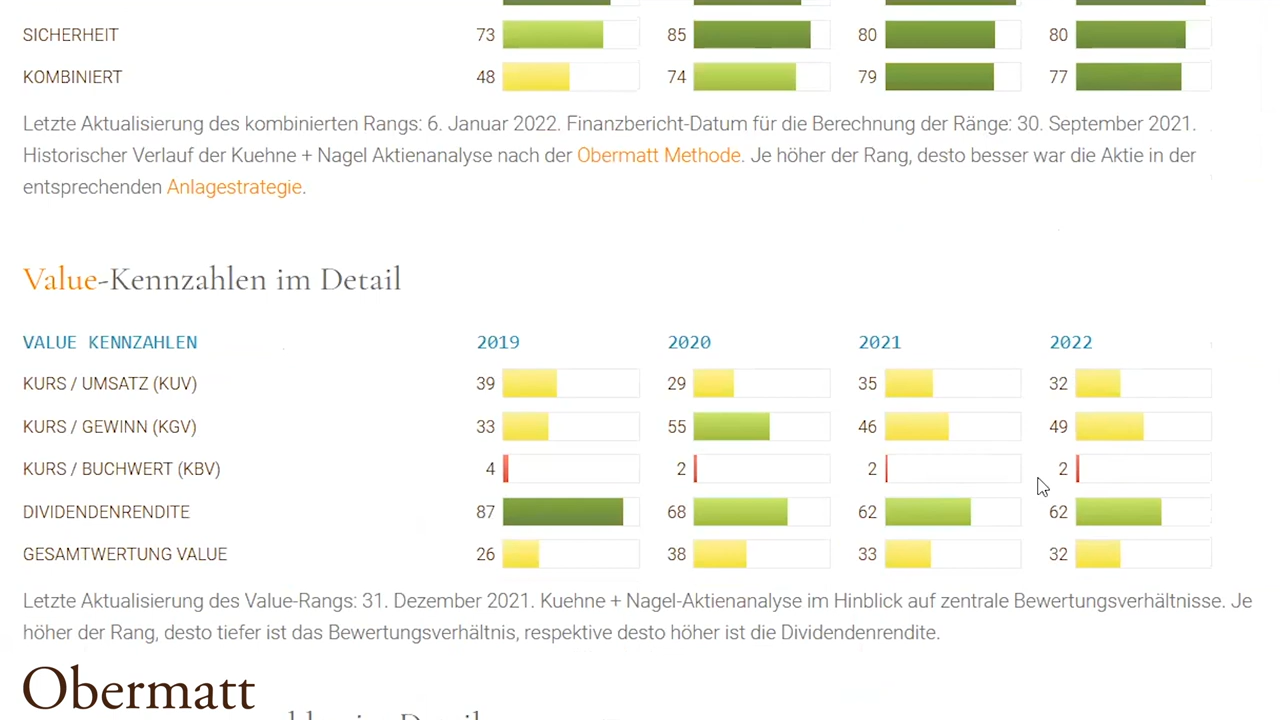 SICHERHEIT 73 85 80 80
KOMBINIERT 48 74 79 77
Letzte Aktualisierung des kombinierten Rangs: 6. Januar 2022. Finanzbericht-Datum für die Berechnung der Ränge: 30. September 2021.
Historischer Verlauf der Kuehne + Nagel Aktienanalyse nach der Obermatt Methode. Je höher der Rang, desto besser war die Aktie in der
entsprechenden Anlagestrategie.
Value-Kennzahlen im Detail
VALUE KENNZAHLEN 2019 2020 2021 2022
KURS / UMSATZ (KUV) 39 29 35 32
KURS / GEWINN (KGV) 33 55 46 49
KURS / BUCHWERT (KBV) 4 2 2 2
DIVIDENDENRENDITE 87 68 62 62
GESAMTWERTUNG VALUE 26 38 33 32
Letzte Aktualisierung des Value-Rangs: 31. Dezember 2021. Kuehne + Nagel-Aktienanalyse im Hinblick auf zentrale Bewertungsverhältnisse. Je
höher der Rang, desto tiefer ist das Bewertungsverhältnis, respektive desto höher ist die Dividendenrendite.
Obermatt